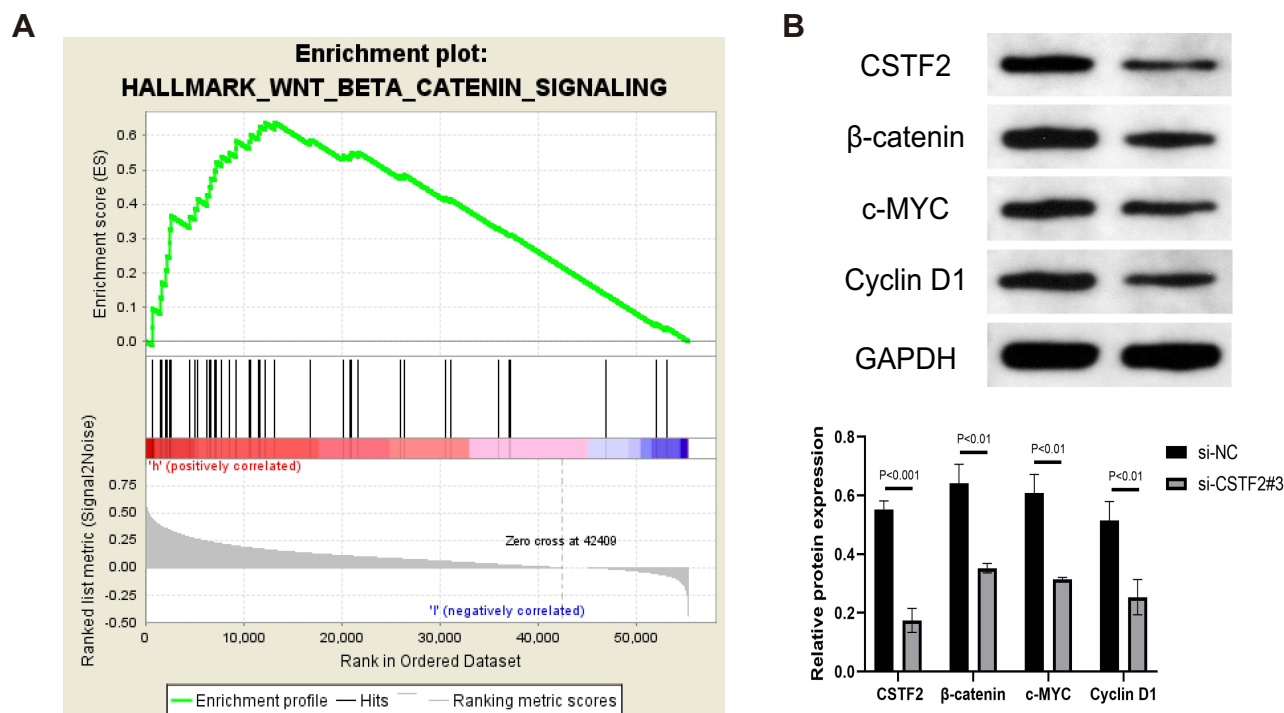 A
Enrichment plot:
HALLMARK_WNT_BETA_CATENIN_SIGNALING
Enrichment score (ES)
0.6
0.5
0.4
0.3
0.2
0.1
0.0
'h' (positively correlated)
Ranked list metric (Signal2Noise)
0.75
0.50
0.25
0.00
-0.25
-0.50
Zero cross at 42409
'l' (negatively correlated)
0 10,000 20,000 30,000 40,000 50,000
Rank in Ordered Dataset
Enrichment profile Hits Ranking metric scores
B
CSTF2
β-catenin
c-MYC
Cyclin D1
GAPDH
Relative protein expression
0.8
0.6
0.4
0.2
0.0
P<0.001
P<0.01
P<0.01
P<0.01
si-NC
si-CSTF2#3
CSTF2 β-catenin c-MYC Cyclin D1